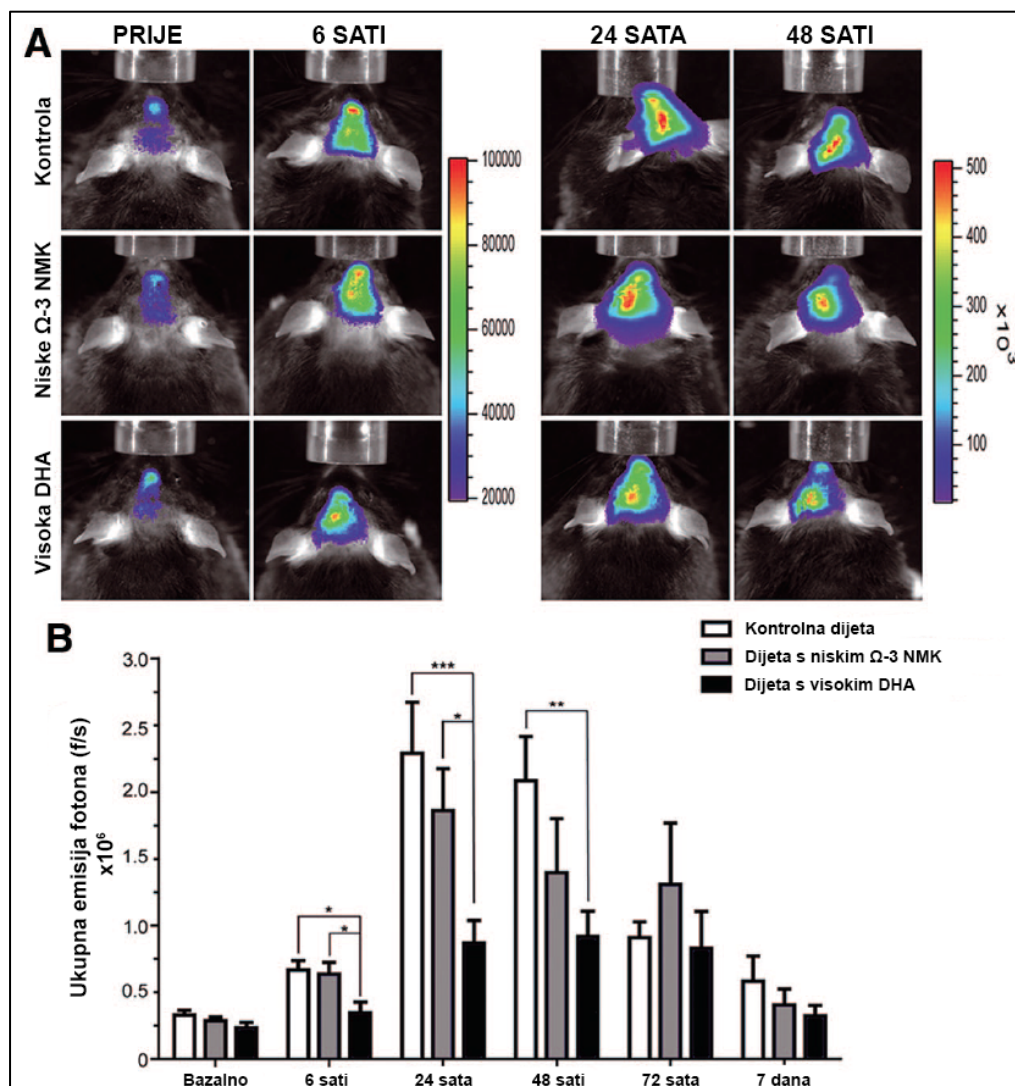 A
PRIJE
6 SATI
24 SATA
48 SATI
Kontrola
Niske Ω-3 NMK
Visoka DHA
100000
80000
60000
40000
20000
500
400
300
200
100
×10³
B
Kontrolna dijeta
Dijeta s niskim Ω-3 NMK
Dijeta s visokim DHA
Ukupna emisija fotona (f/s)
x10⁶
3.0
2.5
2.0
1.5
1.0
0.5
0
*
*
***
*
**
Bazalno
6 sati
24 sata
48 sati
72 sata
7 dana